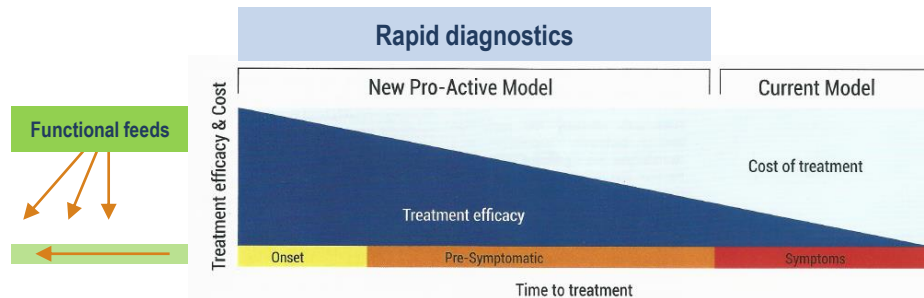 Rapid diagnostics
New Pro-Active Model
Current Model
Functional feeds
Treatment efficacy & Cost
Cost of treatment
Treatment efficacy
Onset
Pre-Symptomatic
Symptoms
Time to treatment